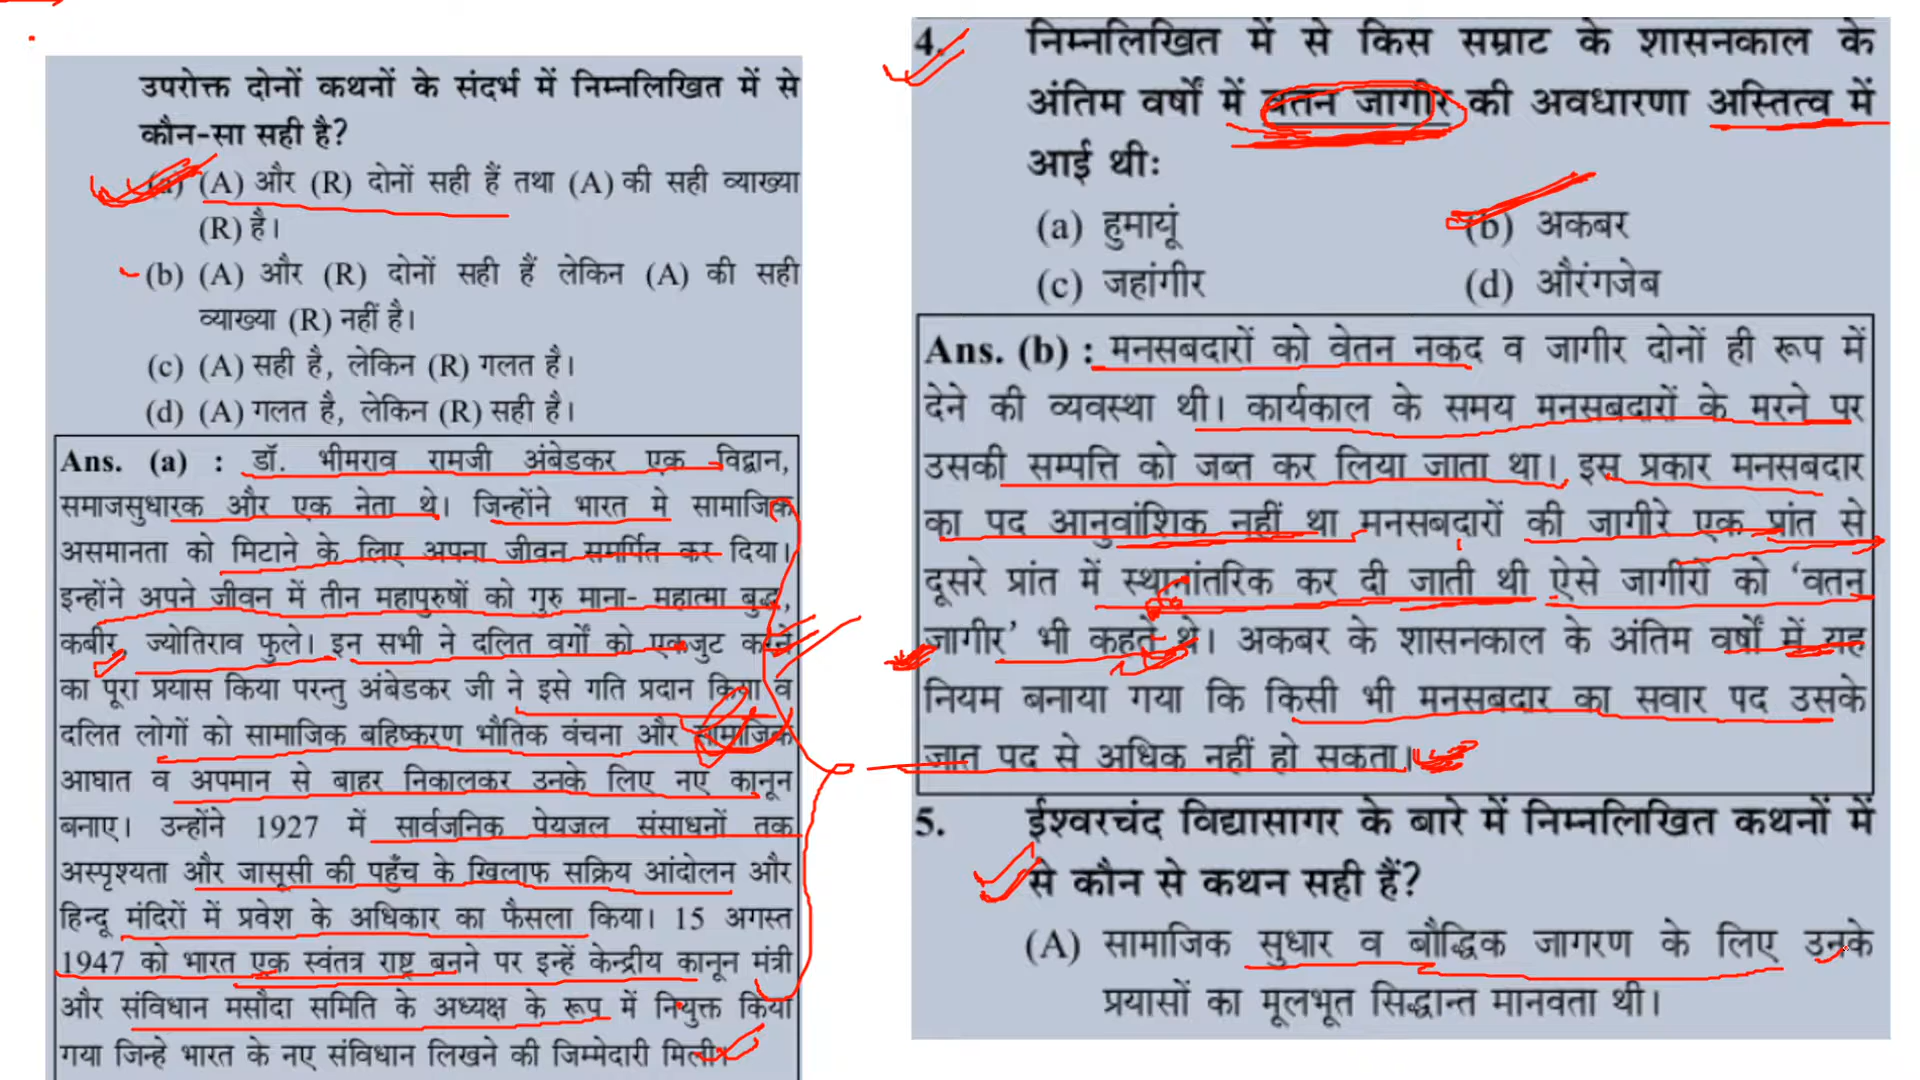 उपरोक्त दोनों कथनों के संदर्भ में निम्नलिखित में से
कौन-सा सही है?
(a) (A) और (R) दोनों सही हैं तथा (A) की सही व्याख्या
(R) है।
(b) (A) और (R) दोनों सही हैं लेकिन (A) की सही
व्याख्या (R) नहीं है।
(c) (A) सही है, लेकिन (R) गलत है।
(d) (A) गलत है, लेकिन (R) सही है।
Ans. (a) : डॉ. भीमराव रामजी अंबेडकर एक विद्वान,
समाजसुधारक और एक नेता थे। जिन्होंने भारत मे सामाजिक
असमानता को मिटाने के लिए अपना जीवन समर्पित कर दिया।
इन्होंने अपने जीवन में तीन महापुरुषों को गुरु माना- महात्मा बुद्ध,
कबीर, ज्योतिराव फुले। इन सभी ने दलित वर्गों को एकजुट करने
का पूरा प्रयास किया परन्तु अंबेडकर जी ने इसे गति प्रदान किया व
दलित लोगों को सामाजिक बहिष्करण भौतिक वंचना और सामाजिक
आघात व अपमान से बाहर निकालकर उनके लिए नए कानून
बनाए। उन्होंने 1927 में सार्वजनिक पेयजल संसाधनों तक
अस्पृश्यता और जासूसी की पहुँच के खिलाफ सक्रिय आंदोलन और
हिन्दू मंदिरों में प्रवेश के अधिकार का फैसला किया। 15 अगस्त
1947 को भारत एक स्वंतत्र राष्ट्र बनने पर इन्हें केन्द्रीय कानून मंत्री
और संविधान मसौदा समिति के अध्यक्ष के रूप में नियुक्त किया
गया जिन्हे भारत के नए संविधान लिखने की जिम्मेदारी मिली।
4. निम्नलिखित में से किस सम्राट के शासनकाल के
अंतिम वर्षों में वतन जागीर की अवधारणा अस्तित्व में
आई थीः
(a) हुमायूं (b) अकबर
(c) जहांगीर (d) औरंगजेब
Ans. (b) : मनसबदारों को वेतन नकद व जागीर दोनों ही रूप में
देने की व्यवस्था थी। कार्यकाल के समय मनसबदारों के मरने पर
उसकी सम्पत्ति को जब्त कर लिया जाता था। इस प्रकार मनसबदार
का पद आनुवांशिक नहीं था मनसबदारों की जागीरे एक प्रांत से
दूसरे प्रांत में स्थानांतरिक कर दी जाती थी ऐसे जागीरों को ‘वतन
जागीर’ भी कहते थे। अकबर के शासनकाल के अंतिम वर्षों में यह
नियम बनाया गया कि किसी भी मनसबदार का सवार पद उसके
जात पद से अधिक नहीं हो सकता।
5. ईश्वरचंद विद्यासागर के बारे में निम्नलिखित कथनों में
से कौन से कथन सही हैं?
(A) सामाजिक सुधार व बौद्धिक जागरण के लिए उनके
प्रयासों का मूलभूत सिद्धान्त मानवता थी।